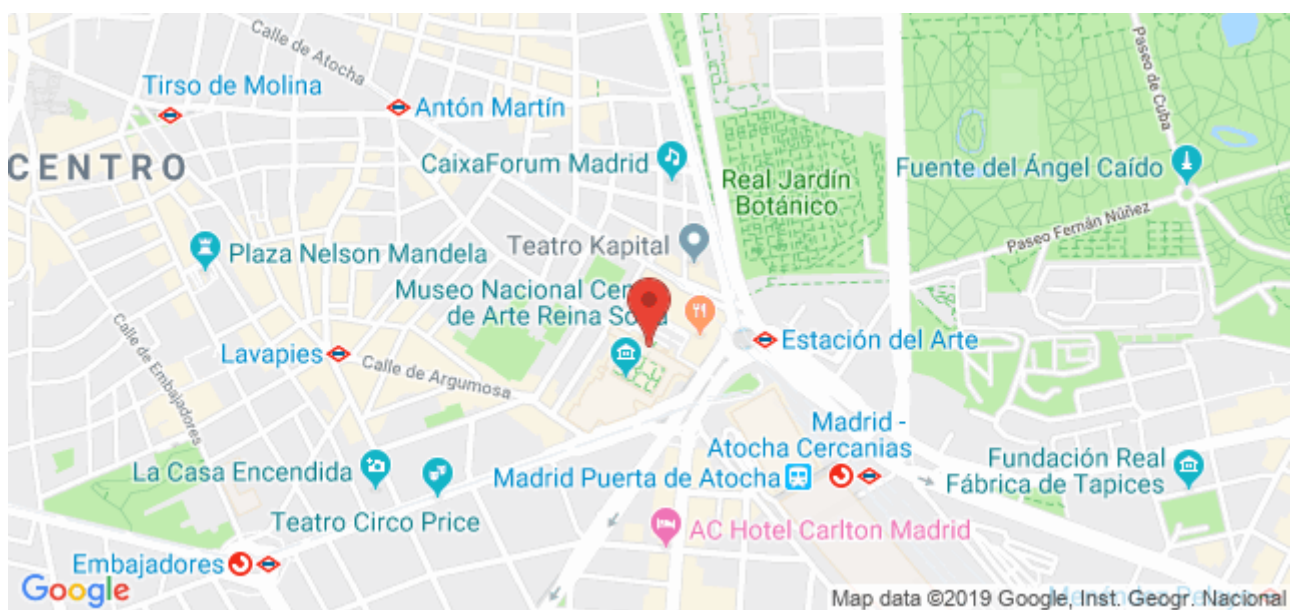 Calle de Atocha
Tirso de Molina
Antón Martín
Paseo de Cuba
CENTRO
CaixaForum Madrid
Real Jardín
Botánico
Fuente del Ángel Caído
Paseo Fernán Núñez
Teatro Kapital
Plaza Nelson Mandela
Museo Nacional Cen
de Arte Reina So a
Estación del Arte
Lavapies
Calle de Embajadores
Calle de Argumosa
Madrid -
Atocha Cercanias
Madrid Puerta de Atocha
La Casa Encendida
Fundación Real
Fábrica de Tapices
Teatro Circo Price
AC Hotel Carlton Madrid
Embajadores
Google
Map data ©2019 Google, Inst. Geogr. Nacional